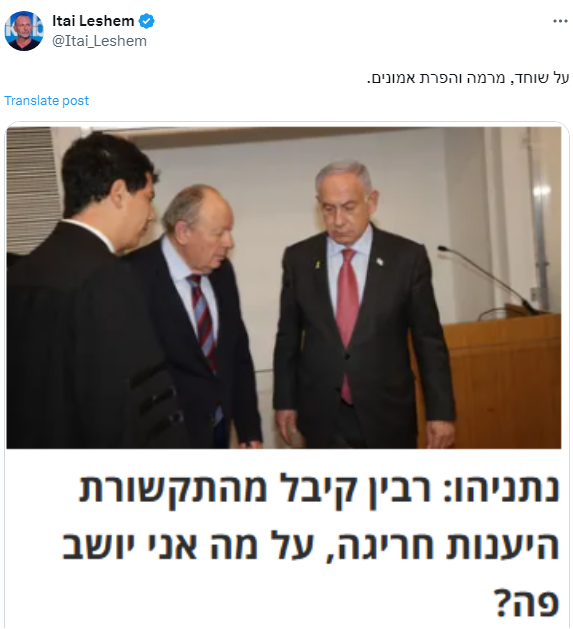 Itai Leshem
@Itai_Leshem
על שוחד, מרמה והפרת אמונים.
Translate post
נתניהו: רבין קיבל מהתקשורת
היענות חריגה, על מה אני יושב
פה?